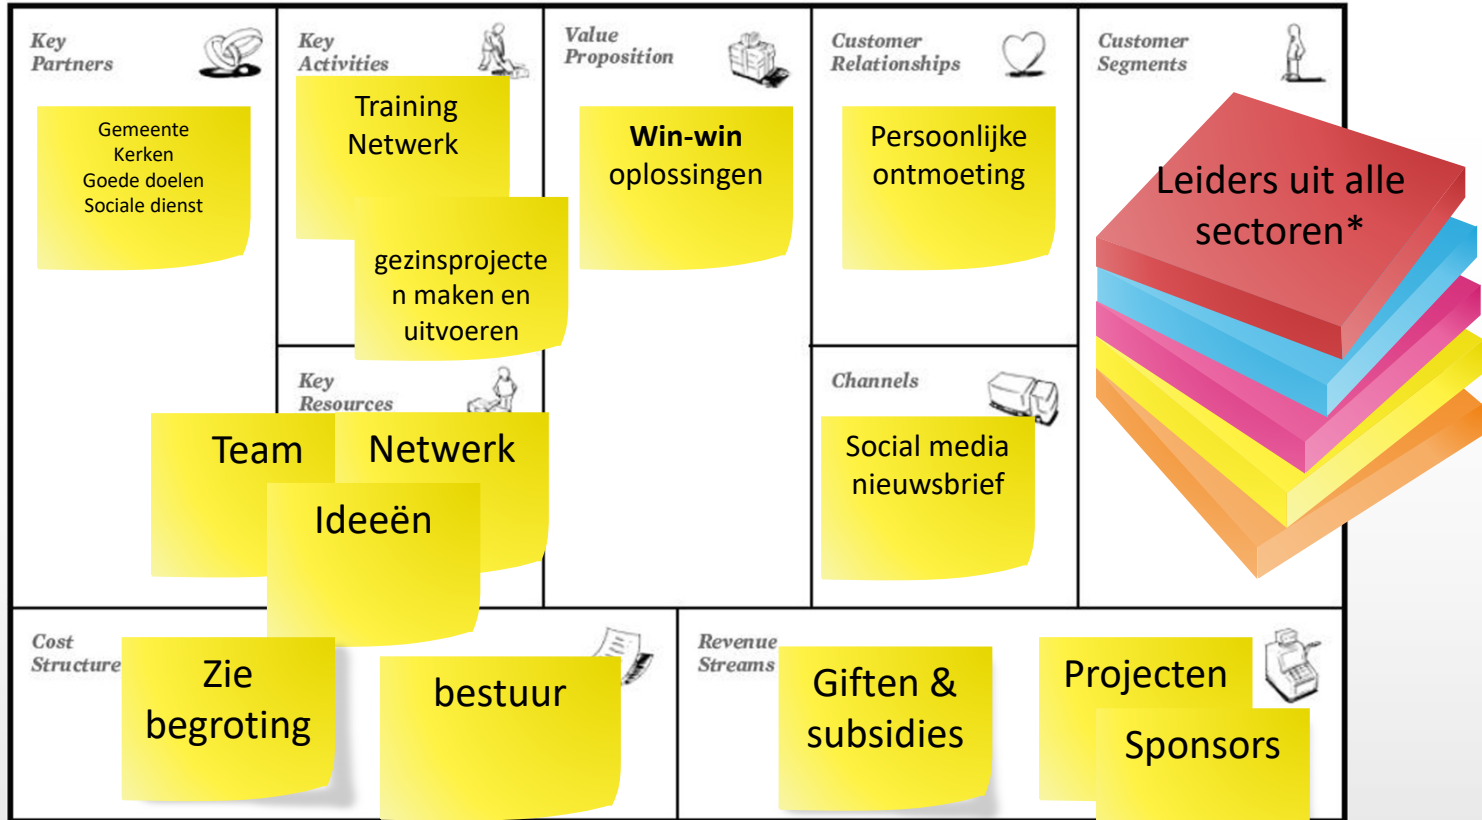 Key
Partners
Gemeente
Kerken
Goede doelen
Sociale dienst
Key
Activities
Training
Netwerk
gezinsprojecte
n maken en
uitvoeren
Key
Resources
Team
Netwerk
Ideeën
Value
Proposition
Win-win
oplossingen
Customer
Relationships
Persoonlijke
ontmoeting
Channels
Social media
nieuwsbrief
Customer
Segments
Leiders uit alle
sectoren*
Cost
Structure
Zie
begroting
bestuur
Revenue
Streams
Giften &
subsidies
Projecten
Sponsors